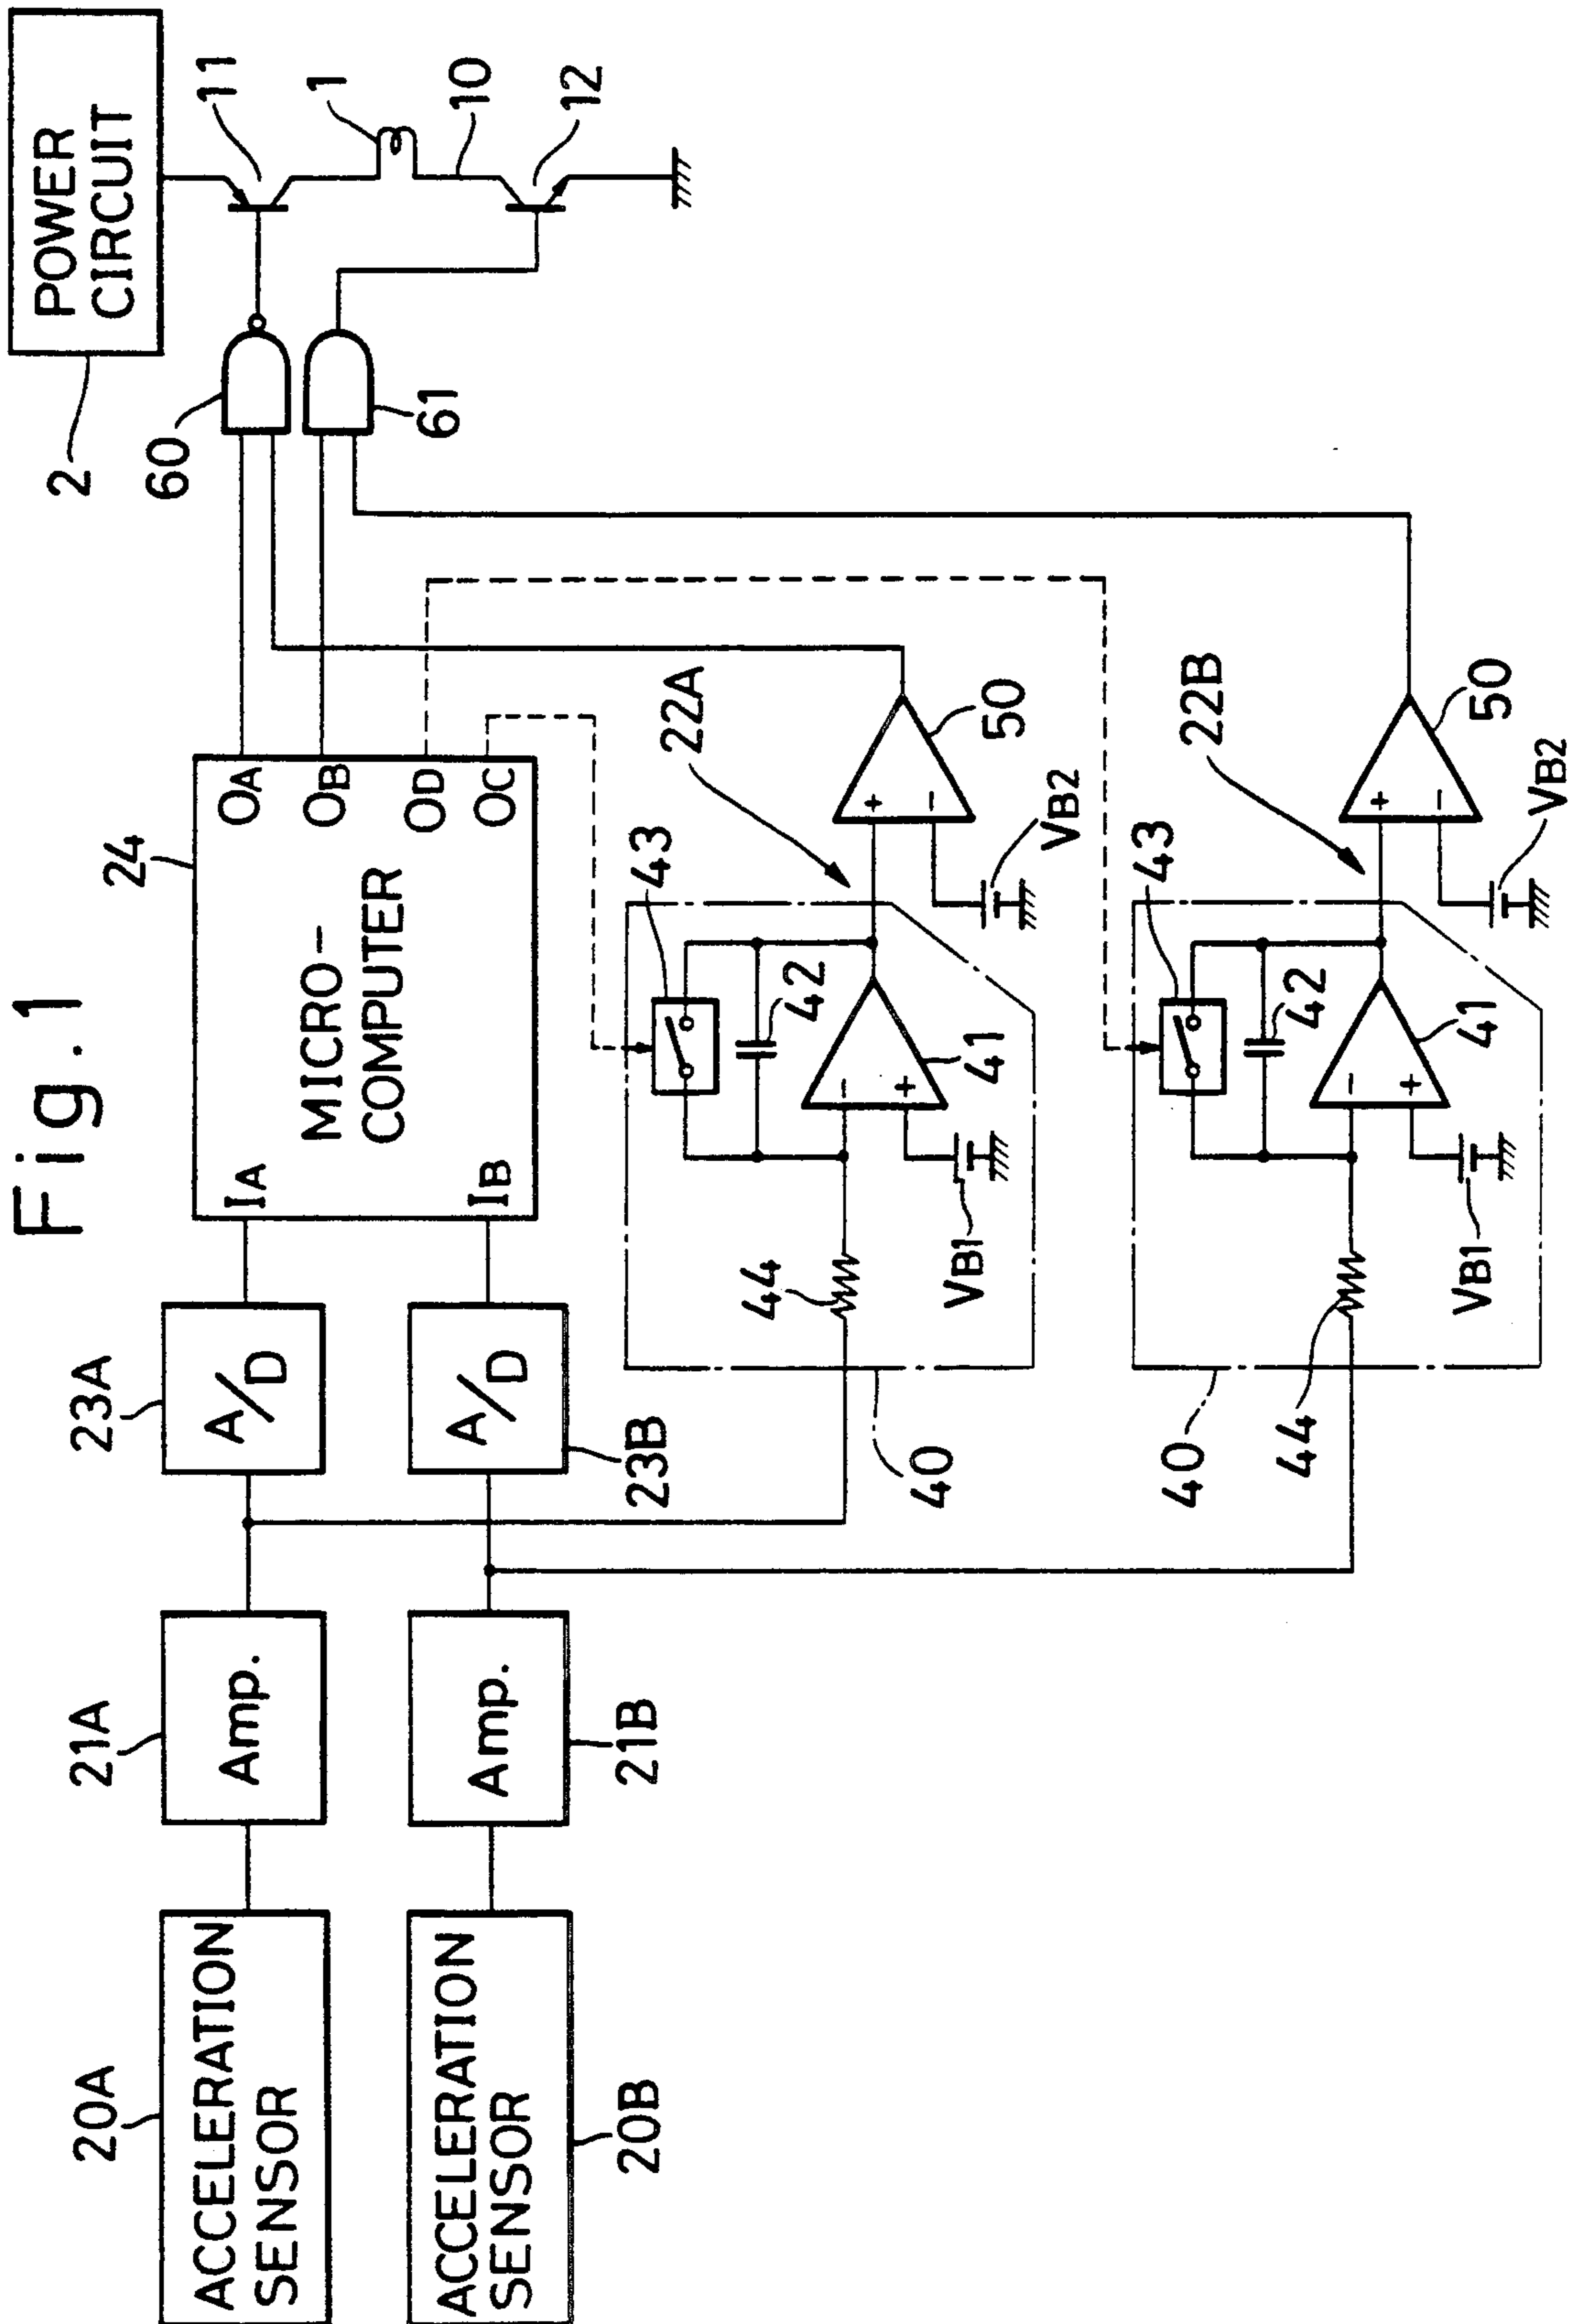 Fig. 1
20A
ACCELERATION
SENSOR
21A
Amp.
23A
A/D
24
IA
IB
MICRO-
COMPUTER
OA
OB
OD
OC
60
61
2
POWER
CIRCUIT
11
1
10
12
ACCELERATION
SENSOR
20B
Amp.
21B
A/D
23B
40
44
VB1
-
+
41
42
43
22A
+
-
50
VB2
40
44
VB1
-
+
41
42
43
22B
+
-
50
VB2